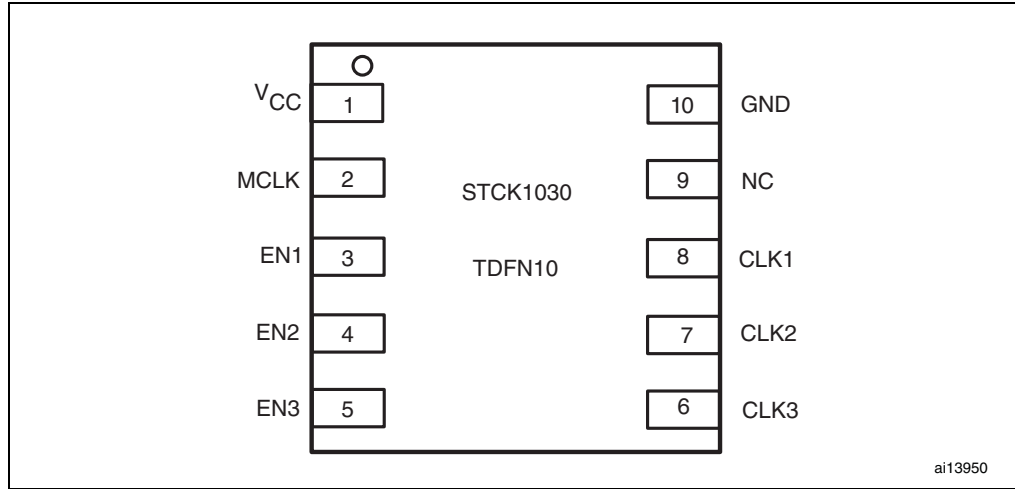 VCC 1 10 GND
MCLK 2 9 NC
STCK1030
EN1 3 8 CLK1
TDFN10
EN2 4 7 CLK2
EN3 5 6 CLK3
ai13950